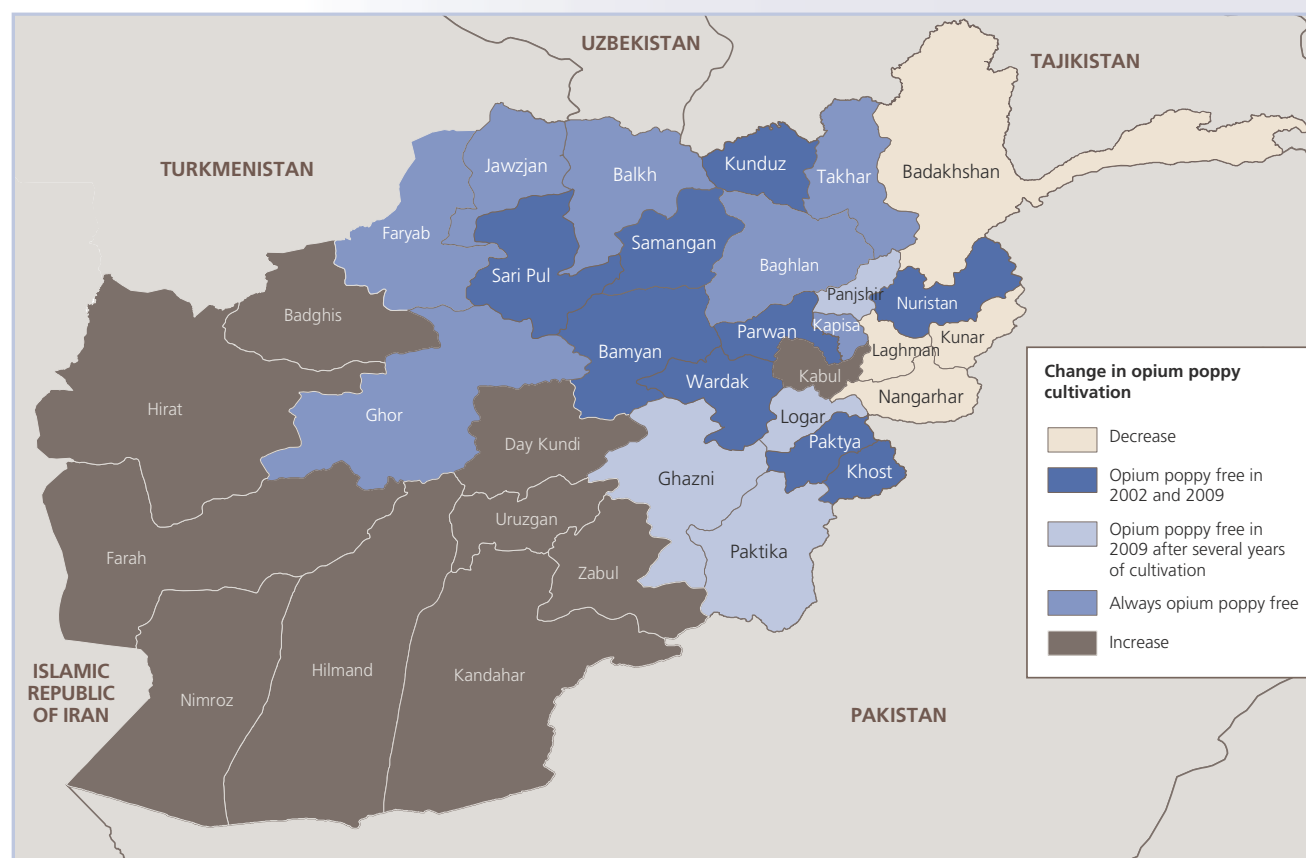 UZBEKISTAN
TAJIKISTAN
TURKMENISTAN
Jawzjan
Balkh
Kunduz
Takhar
Badakhshan
Faryab
Samangan
Sari Pul
Baghlan
Panjshir
Nuristan
Badghis
Bamyan
Parwan
Kapisa
Laghman
Kunar
Kabul
Wardak
Nangarhar
Hirat
Ghor
Day Kundi
Logar
Paktya
Khost
Ghazni
Uruzgan
Paktika
Farah
Zabul
ISLAMIC
REPUBLIC
OF IRAN
Nimroz
Hilmand
Kandahar
PAKISTAN
Change in opium poppy
cultivation
Decrease
Opium poppy free in
2002 and 2009
Opium poppy free in
2009 after several years
of cultivation
Always opium poppy free
Increase